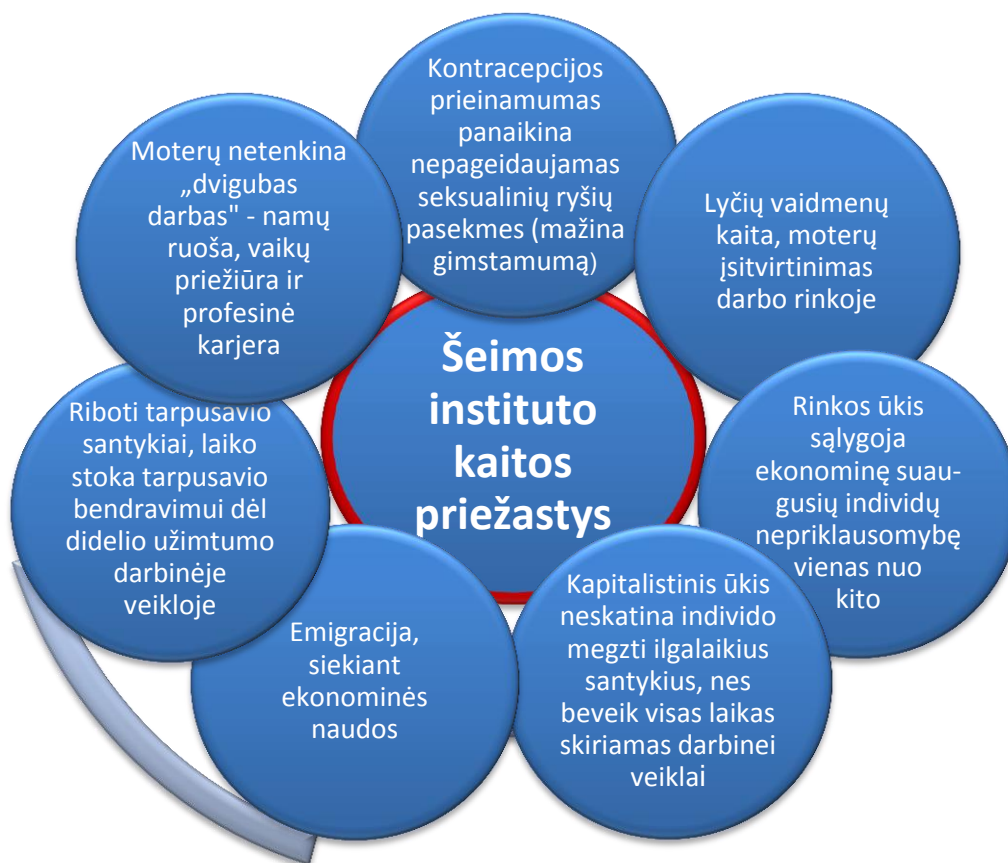 Kontracepcijos
prieinamumas
panaikina
nepageidaujamas
seksualinių ryšių
pasekmes (mažina
gimstamumą)
Lyčių vaidmenų
kaita, moterų
įsitvirtinimas
darbo rinkoje
Rinkos ūkis
sąlygoja
ekonominę suau-
gusių individų
nepriklausomybę
vienas nuo
kito
Kapitalistinis ūkis
neskatina individo
megzti ilgalaikius
santykius, nes
beveik visas laikas
skiriamas darbinei
veiklai
Emigracija,
siekiant
ekonominės
naudos
Riboti tarpusavio
santykiai, laiko
stoka tarpusavio
bendravimui dėl
didelio užimtumo
darbinėje
veikloje
Moterų netenkina
„dvigubas
darbas" - namų
ruoša, vaikų
priežiūra ir
profesinė
karjera
Šeimos
instituto
kaitos
priežastys